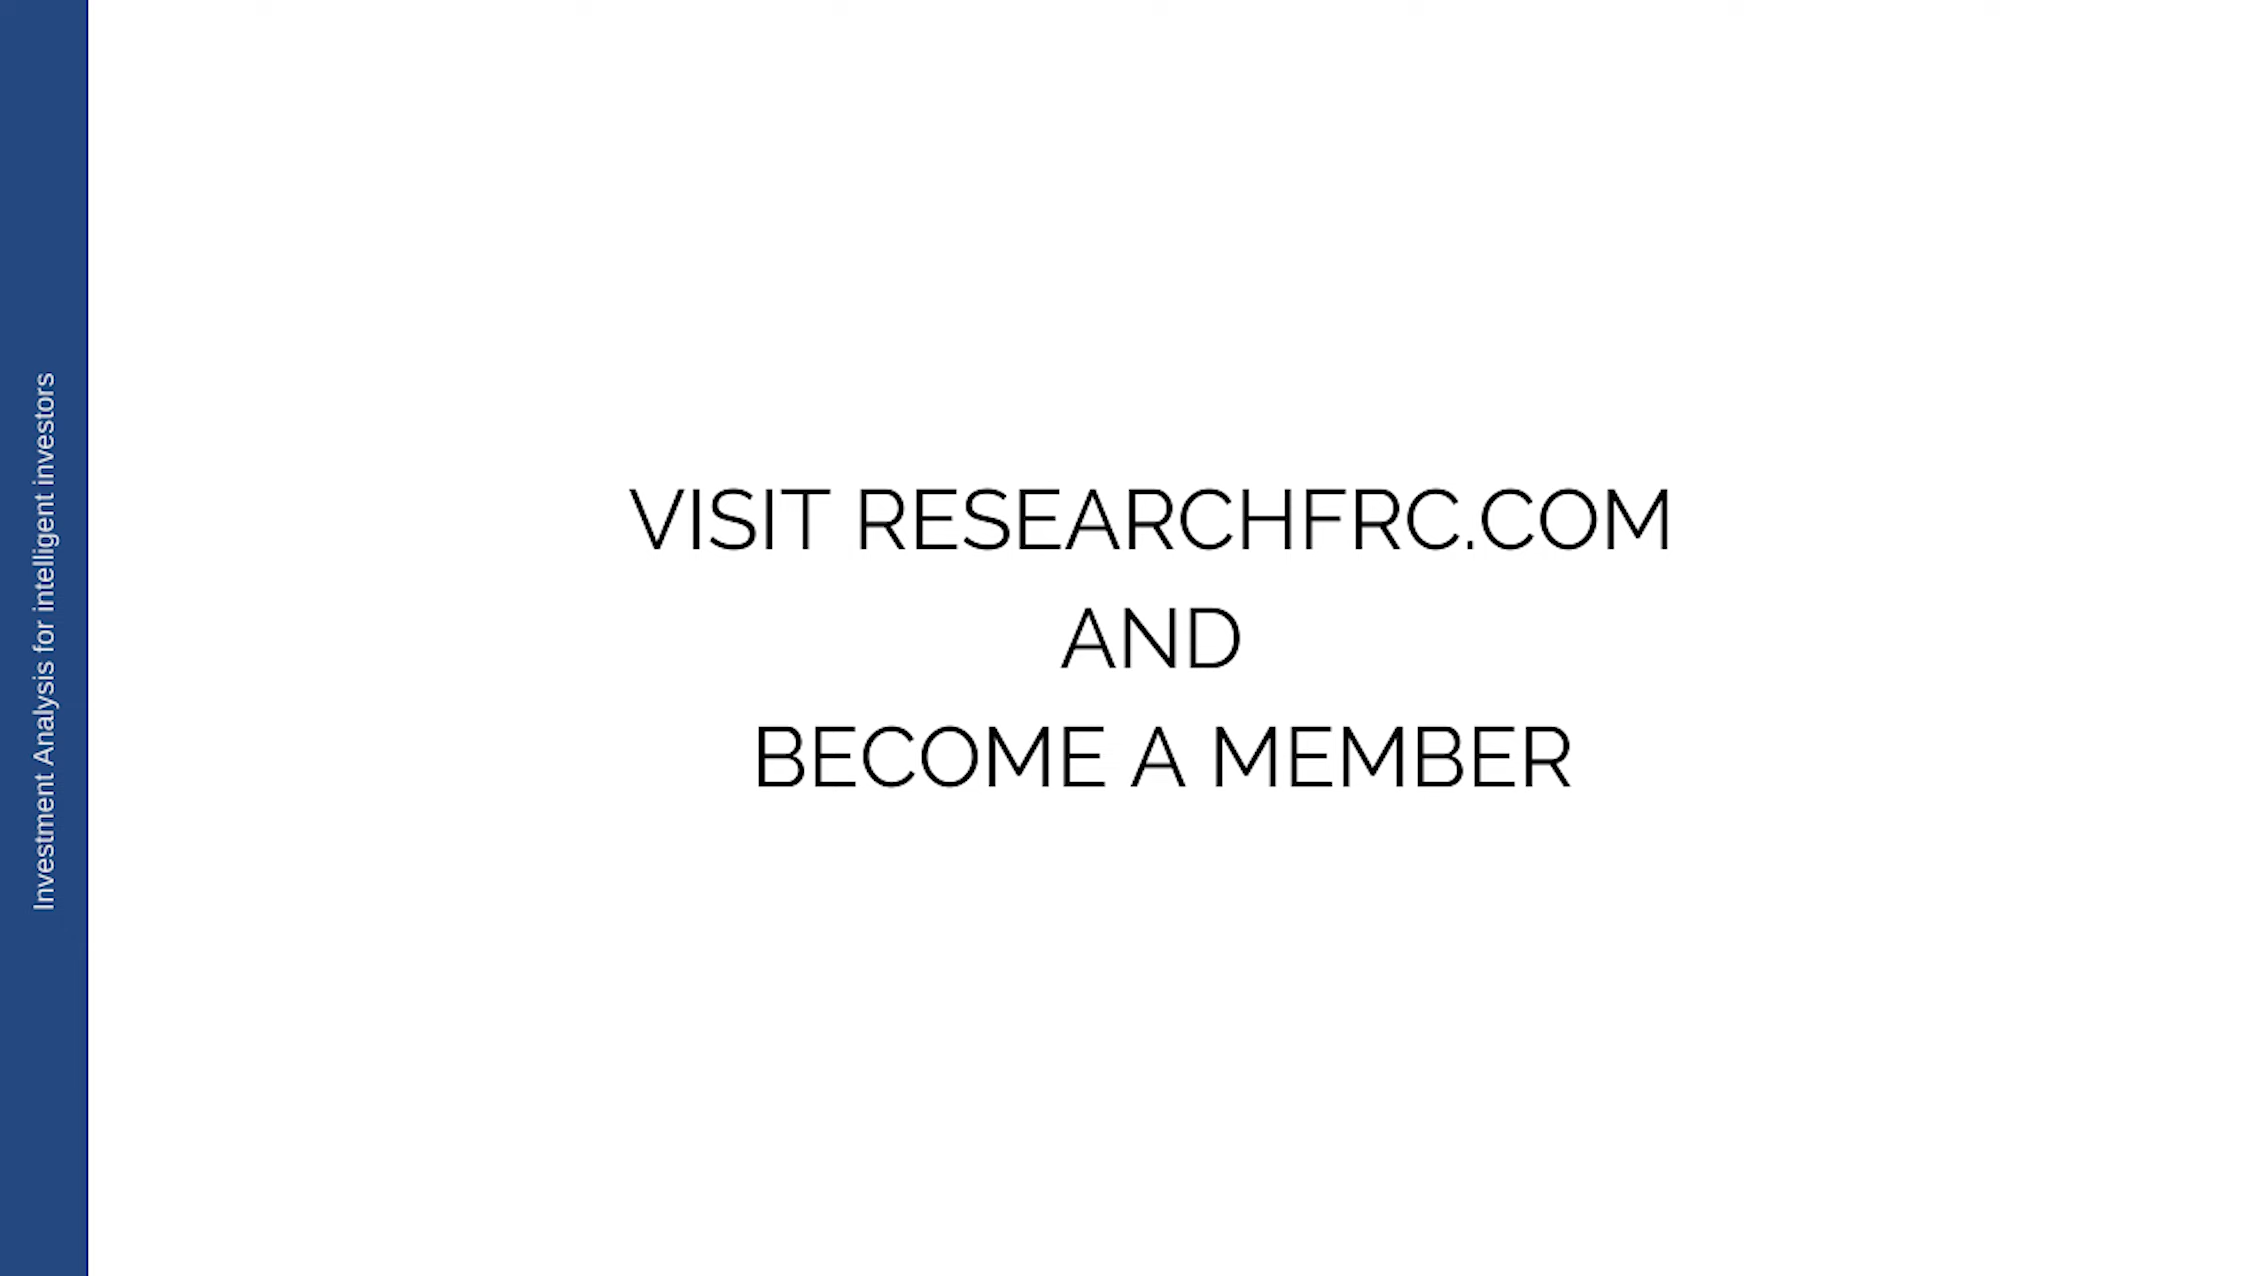 Investment Analysis for intelligent investors
VISIT RESEARCHFRC.COM
AND
BECOME A MEMBER